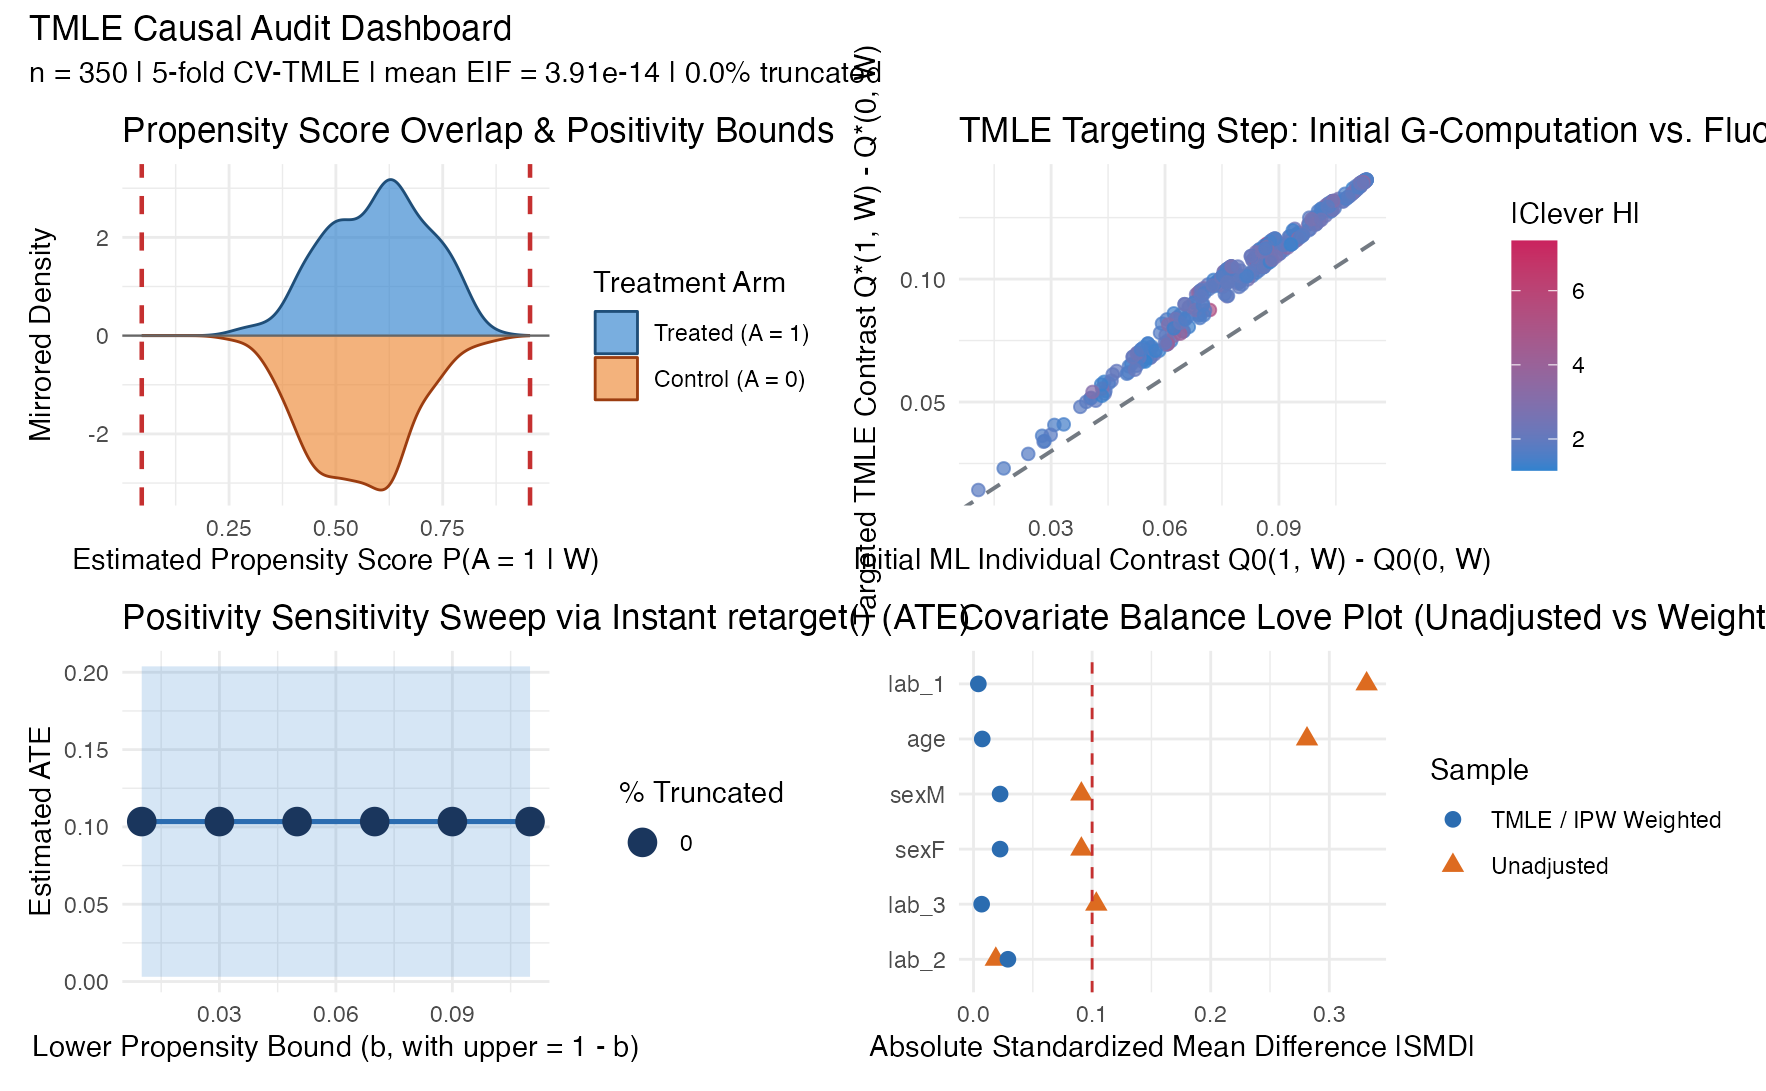 TMLE Causal Audit Dashboard
n = 350 | 5-fold CV-TMLE | mean EIF = 3.91e-14 | 0.0% truncated
Propensity Score Overlap & Positivity Bounds
Mirrored Density
2
0
-2
0.25 0.50 0.75
Estimated Propensity Score P(A = 1 | W)
Treatment Arm
Treated (A = 1)
Control (A = 0)
TMLE Targeting Step: Initial G-Computation vs. Fluc
Targeted TMLE Contrast Q*(1, W) - Q*(0, W)
0.10
0.05
0.03 0.06 0.09
Initial ML Individual Contrast Q0(1, W) - Q0(0, W)
|Clever H|
6
4
2
Positivity Sensitivity Sweep via Instant retarget() (ATE)
Estimated ATE
0.20
0.15
0.10
0.05
0.00
0.03 0.06 0.09
Lower Propensity Bound (b, with upper = 1 - b)
% Truncated
0
Covariate Balance Love Plot (Unadjusted vs Weight
lab_1
age
sexM
sexF
lab_3
lab_2
0.0 0.1 0.2 0.3
Absolute Standardized Mean Difference |SMD|
Sample
TMLE / IPW Weighted
Unadjusted